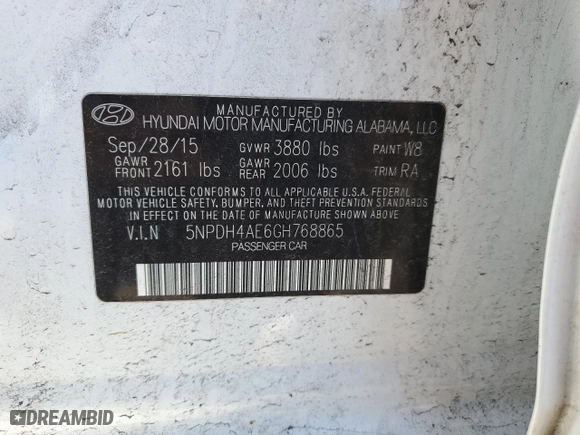 MANUFACTURED BY
HYUNDAI MOTOR MANUFACTURING ALABAMA, LLC
Sep/28/15 GVWR 3880 lbs PAINT W8
GAWR FRONT 2161 lbs GAWR REAR 2006 lbs TRIM RA
THIS VEHICLE CONFORMS TO ALL APPLICABLE U.S.A. FEDERAL
MOTOR VEHICLE SAFETY, BUMPER, AND THEFT PREVENTION STANDARDS
IN EFFECT ON THE DATE OF MANUFACTURE SHOWN ABOVE
V.I.N 5NPDH4AE6GH768865
PASSENGER CAR
DREAMBID